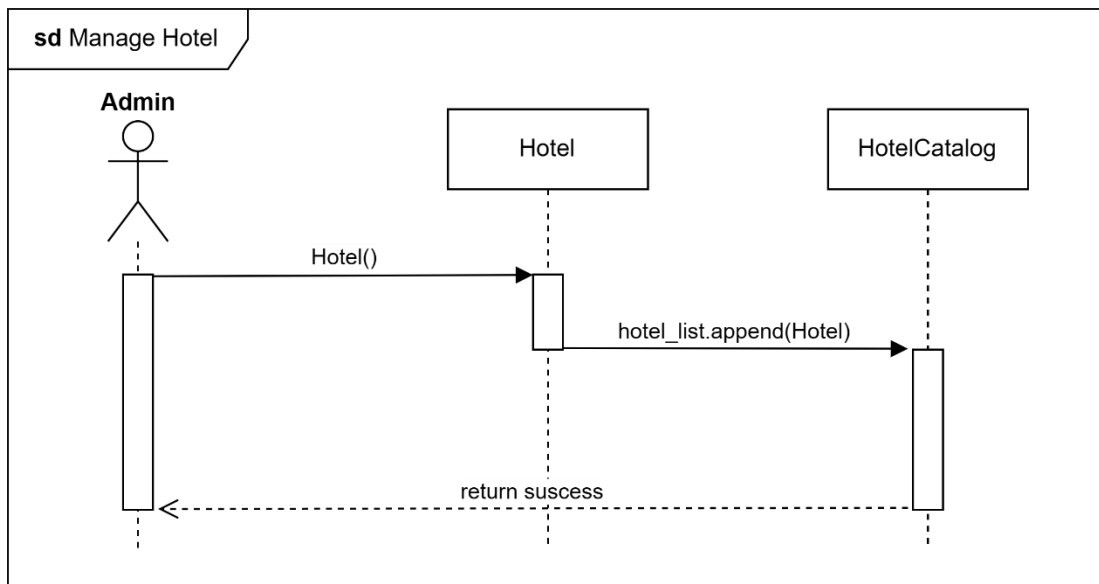 sd Manage Hotel
Admin
Hotel
HotelCatalog
Hotel()
hotel_list.append(Hotel)
return suscess